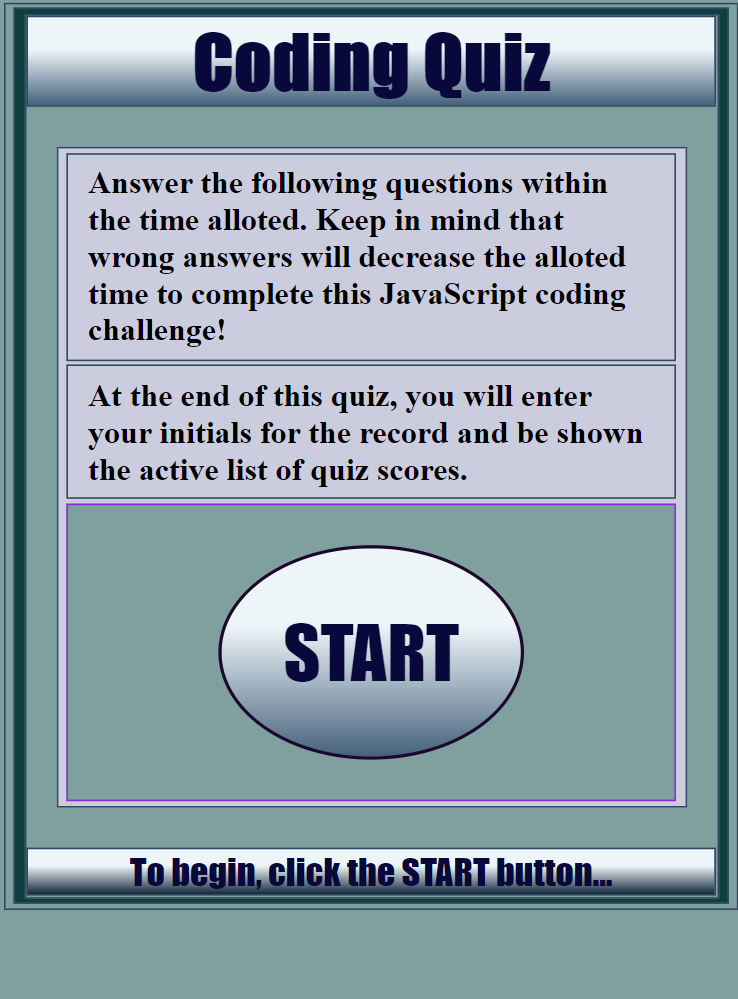 Coding Quiz
Answer the following questions within
the time alloted. Keep in mind that
wrong answers will decrease the alloted
time to complete this JavaScript coding
challenge!
At the end of this quiz, you will enter
your initials for the record and be shown
the active list of quiz scores.
START
To begin, click the START button...